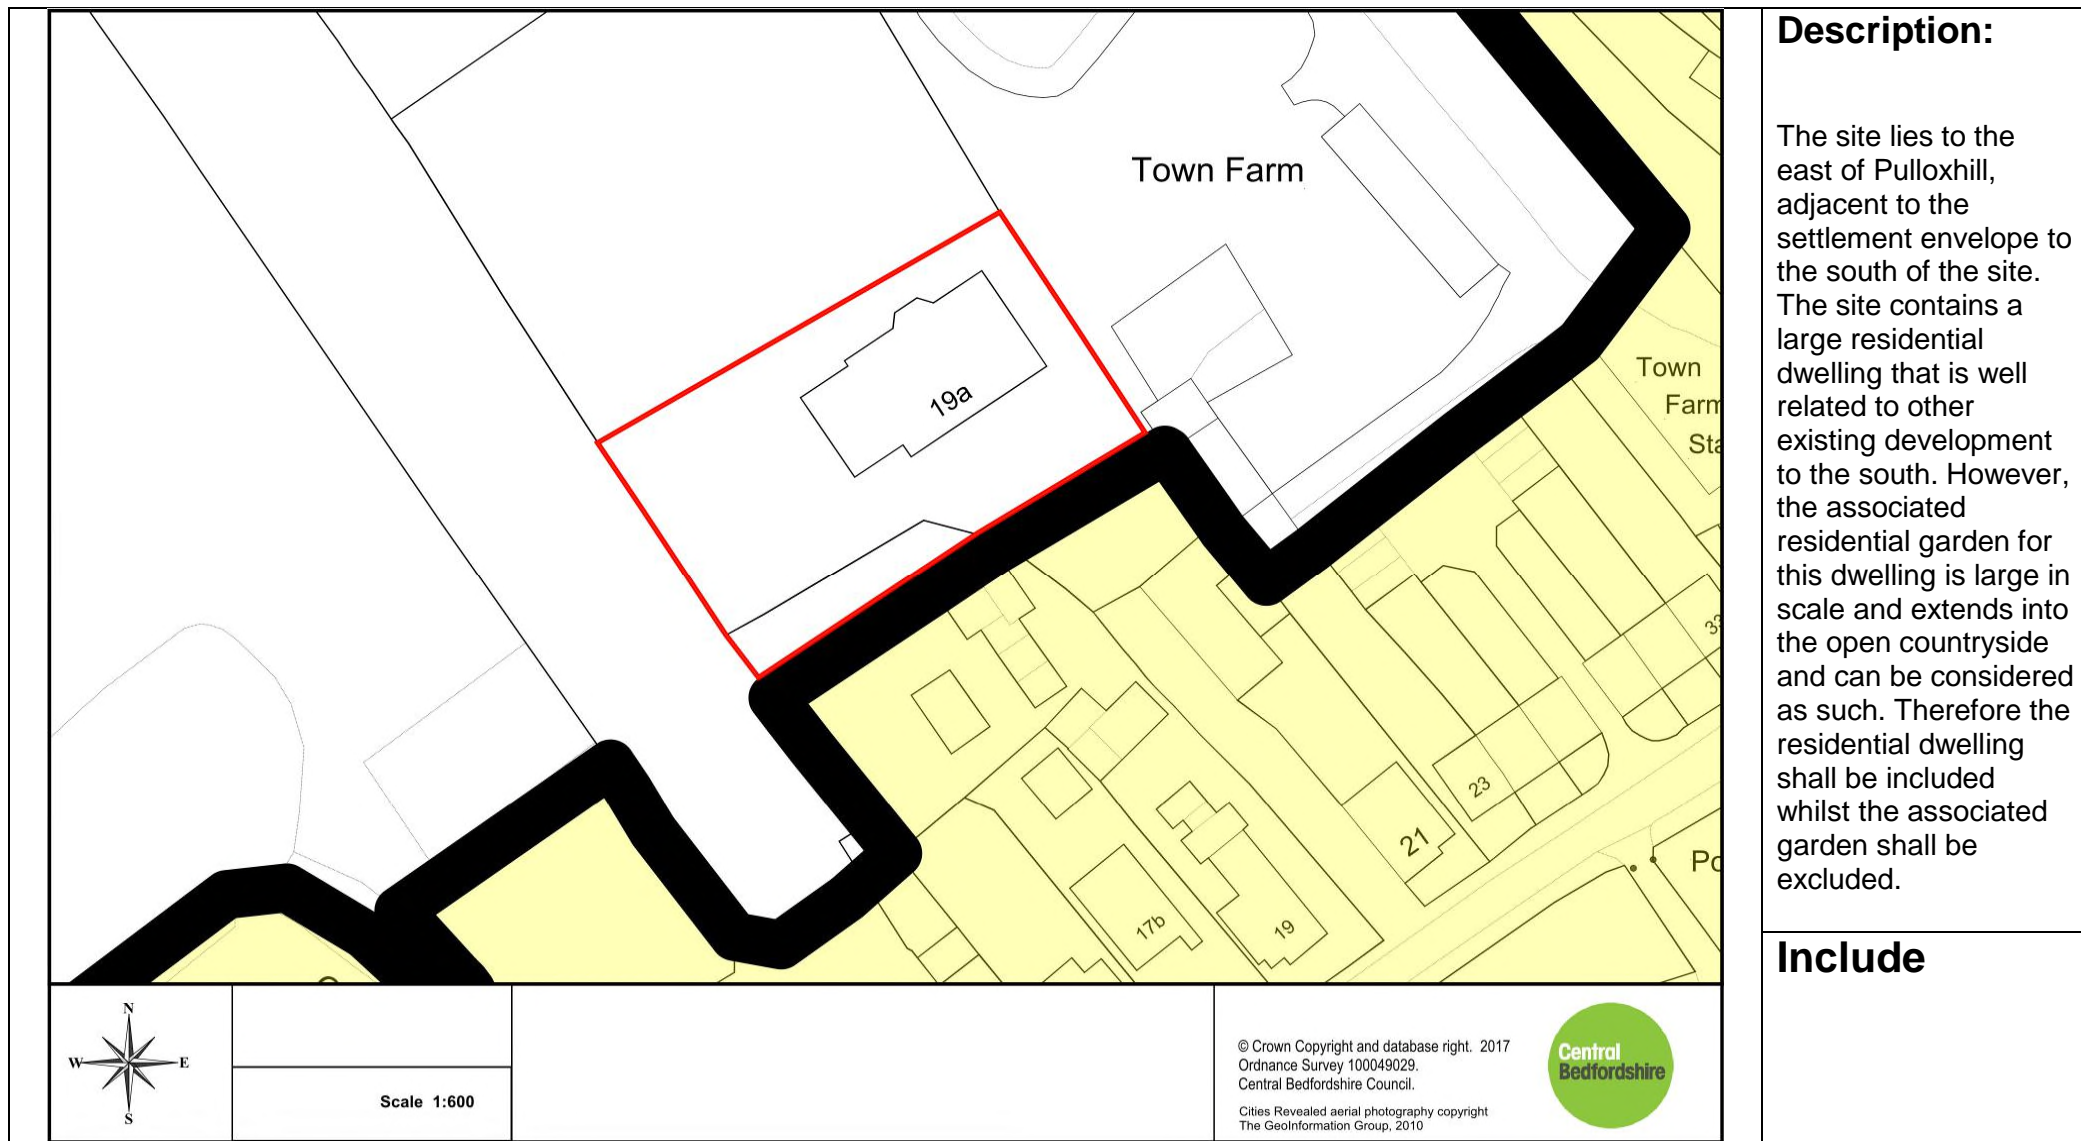 Town Farm
19a
Town
Farm
33
23
21
19
17b
N
W
E
S
Scale 1:600
© Crown Copyright and database right. 2017
Ordnance Survey 100049029.
Central Bedfordshire Council.
Cities Revealed aerial photography copyright
The GeoInformation Group, 2010
Central
Bedfordshire
Description:
The site lies to the
east of Pulloxhill,
adjacent to the
settlement envelope to
the south of the site.
The site contains a
large residential
dwelling that is well
related to other
existing development
to the south. However,
the associated
residential garden for
this dwelling is large in
scale and extends into
the open countryside
and can be considered
as such. Therefore the
residential dwelling
shall be included
whilst the associated
garden shall be
excluded.
Include